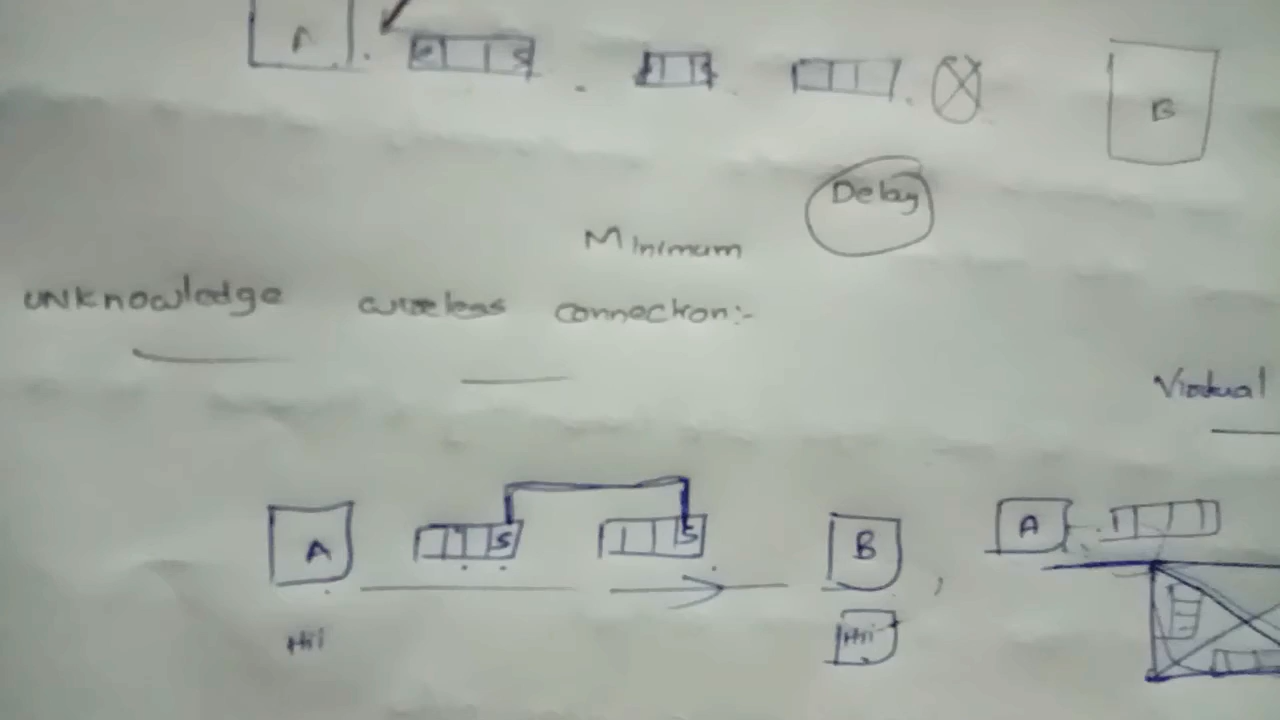 A
B
Delay
Minimum
unknowledge wireless connection:-
Virtual
A S S B A
Hi Hi